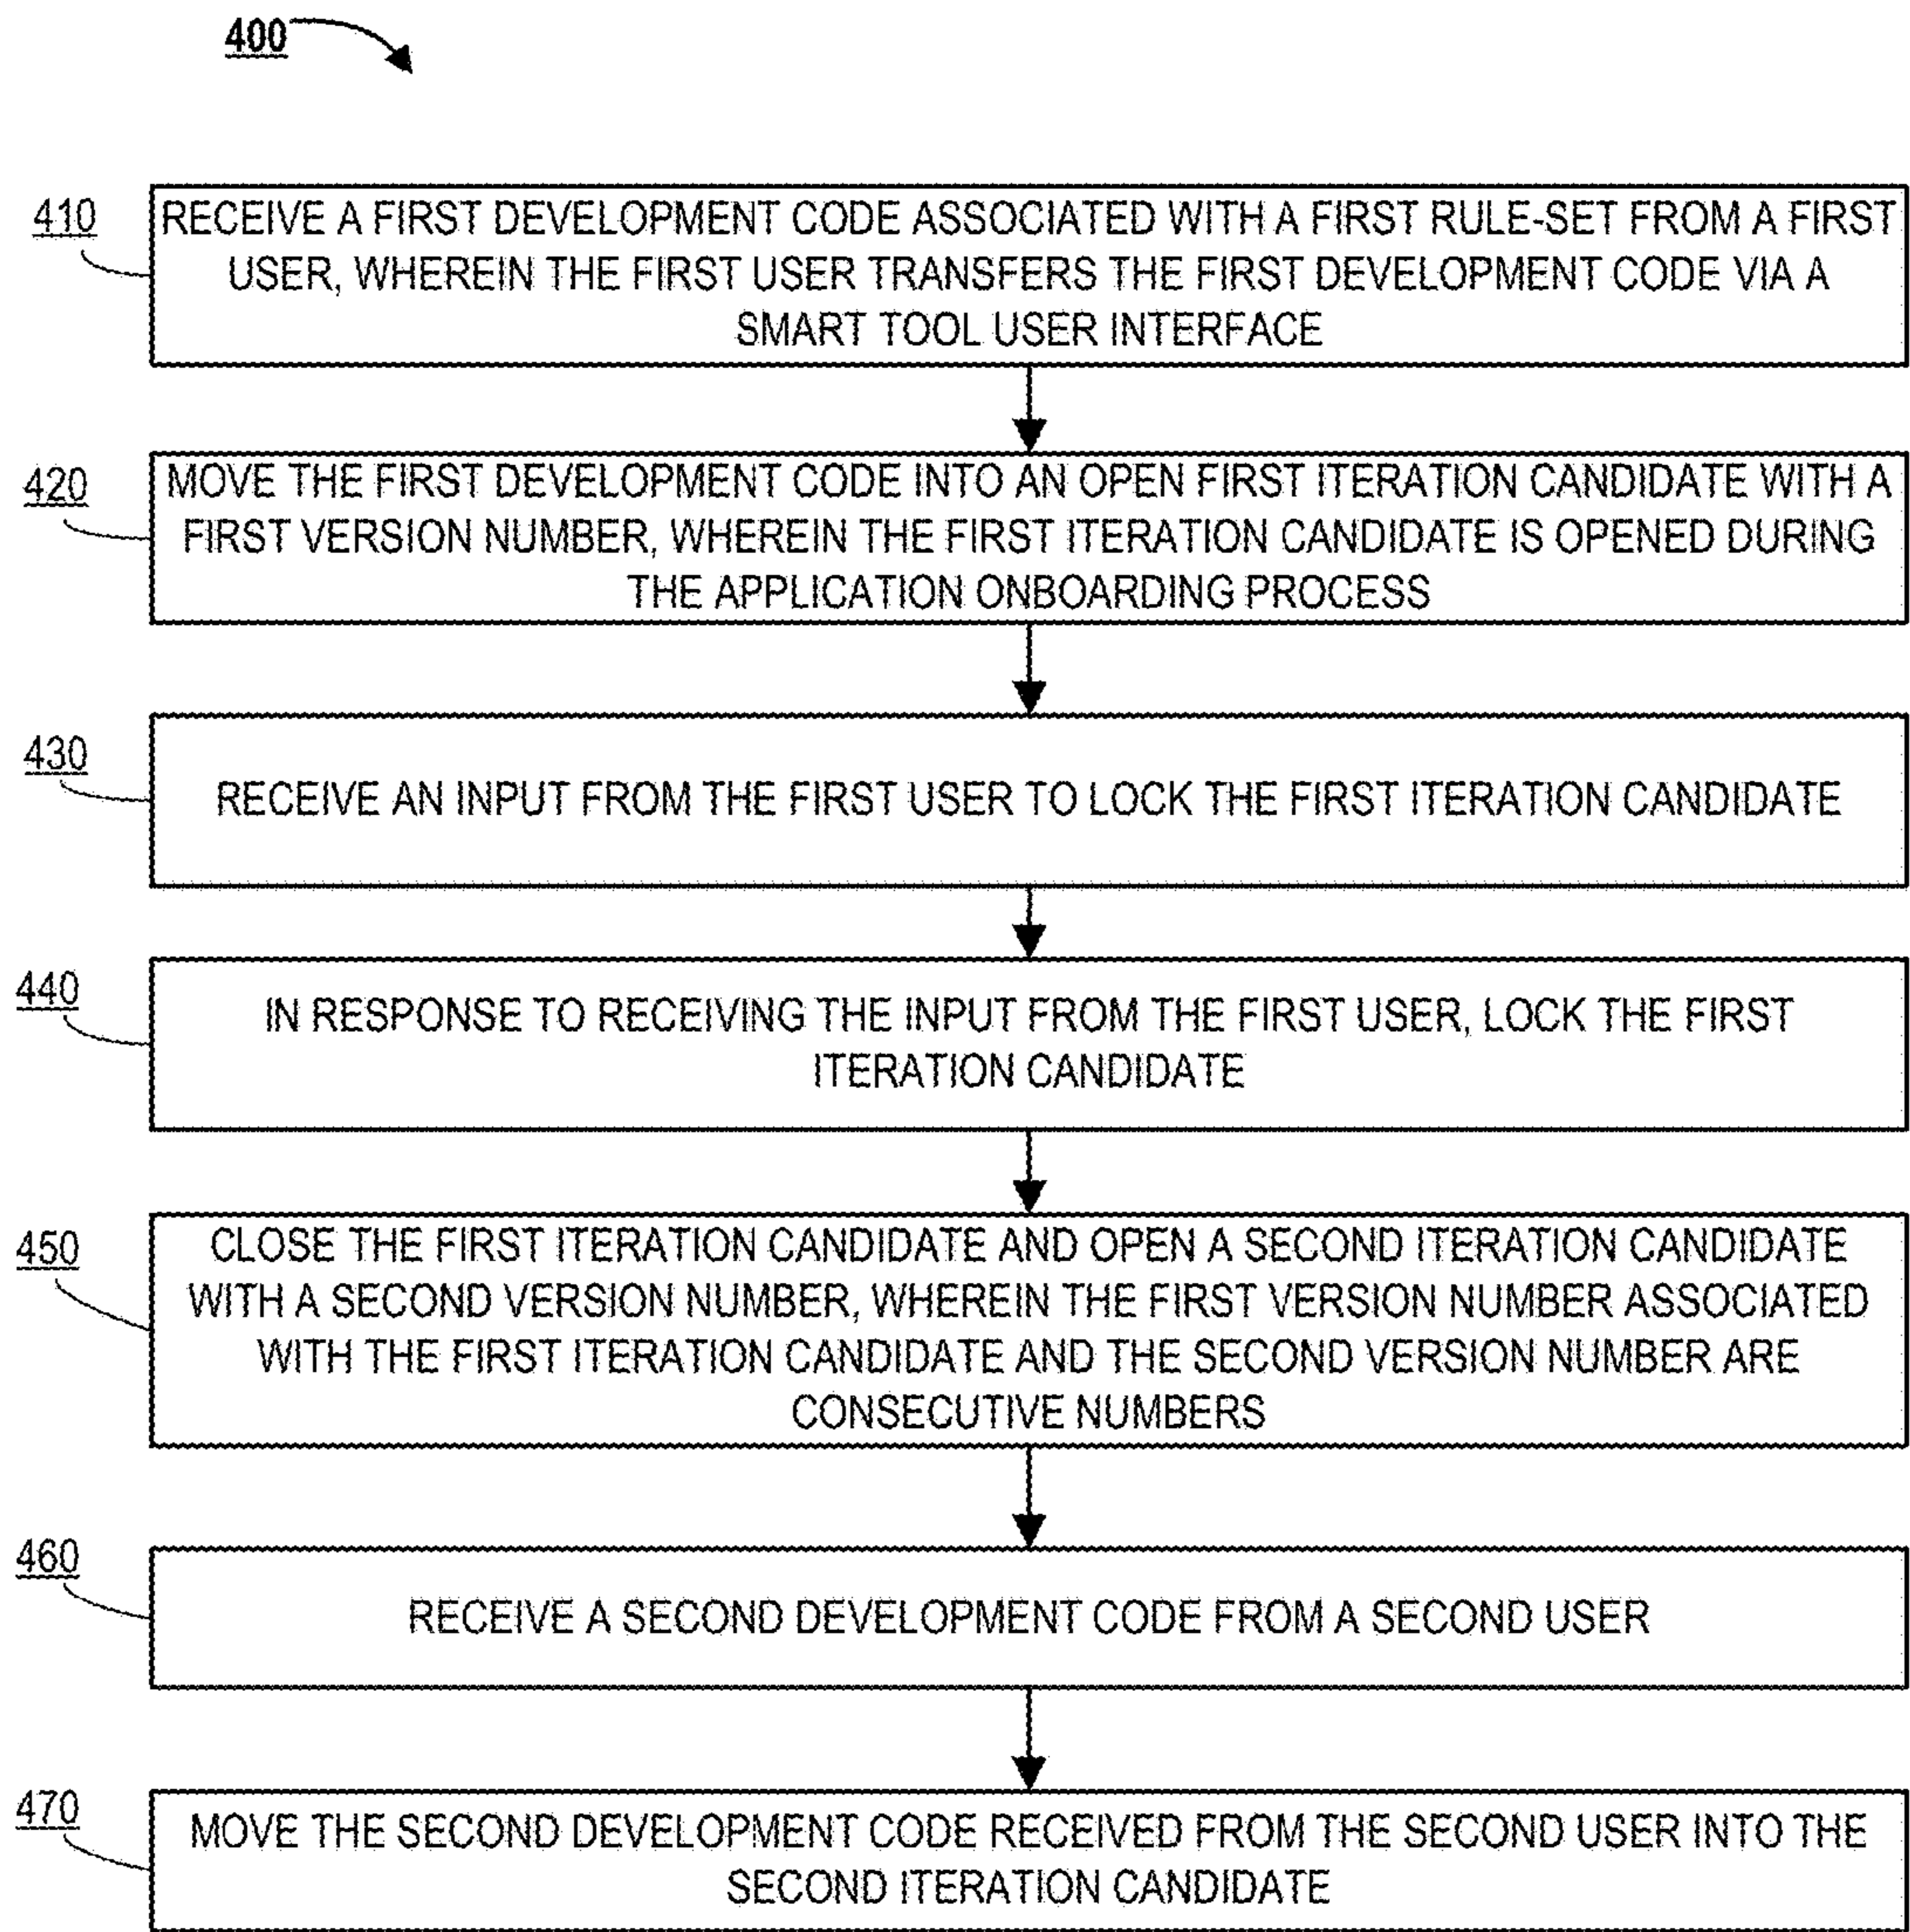 400
410
RECEIVE A FIRST DEVELOPMENT CODE ASSOCIATED WITH A FIRST RULE-SET FROM A FIRST
USER, WHEREIN THE FIRST USER TRANSFERS THE FIRST DEVELOPMENT CODE VIA A
SMART TOOL USER INTERFACE
420
MOVE THE FIRST DEVELOPMENT CODE INTO AN OPEN FIRST ITERATION CANDIDATE WITH A
FIRST VERSION NUMBER, WHEREIN THE FIRST ITERATION CANDIDATE IS OPENED DURING
THE APPLICATION ONBOARDING PROCESS
430
RECEIVE AN INPUT FROM THE FIRST USER TO LOCK THE FIRST ITERATION CANDIDATE
440
IN RESPONSE TO RECEIVING THE INPUT FROM THE FIRST USER, LOCK THE FIRST
ITERATION CANDIDATE
450
CLOSE THE FIRST ITERATION CANDIDATE AND OPEN A SECOND ITERATION CANDIDATE
WITH A SECOND VERSION NUMBER, WHEREIN THE FIRST VERSION NUMBER ASSOCIATED
WITH THE FIRST ITERATION CANDIDATE AND THE SECOND VERSION NUMBER ARE
CONSECUTIVE NUMBERS
460
RECEIVE A SECOND DEVELOPMENT CODE FROM A SECOND USER
470
MOVE THE SECOND DEVELOPMENT CODE RECEIVED FROM THE SECOND USER INTO THE
SECOND ITERATION CANDIDATE